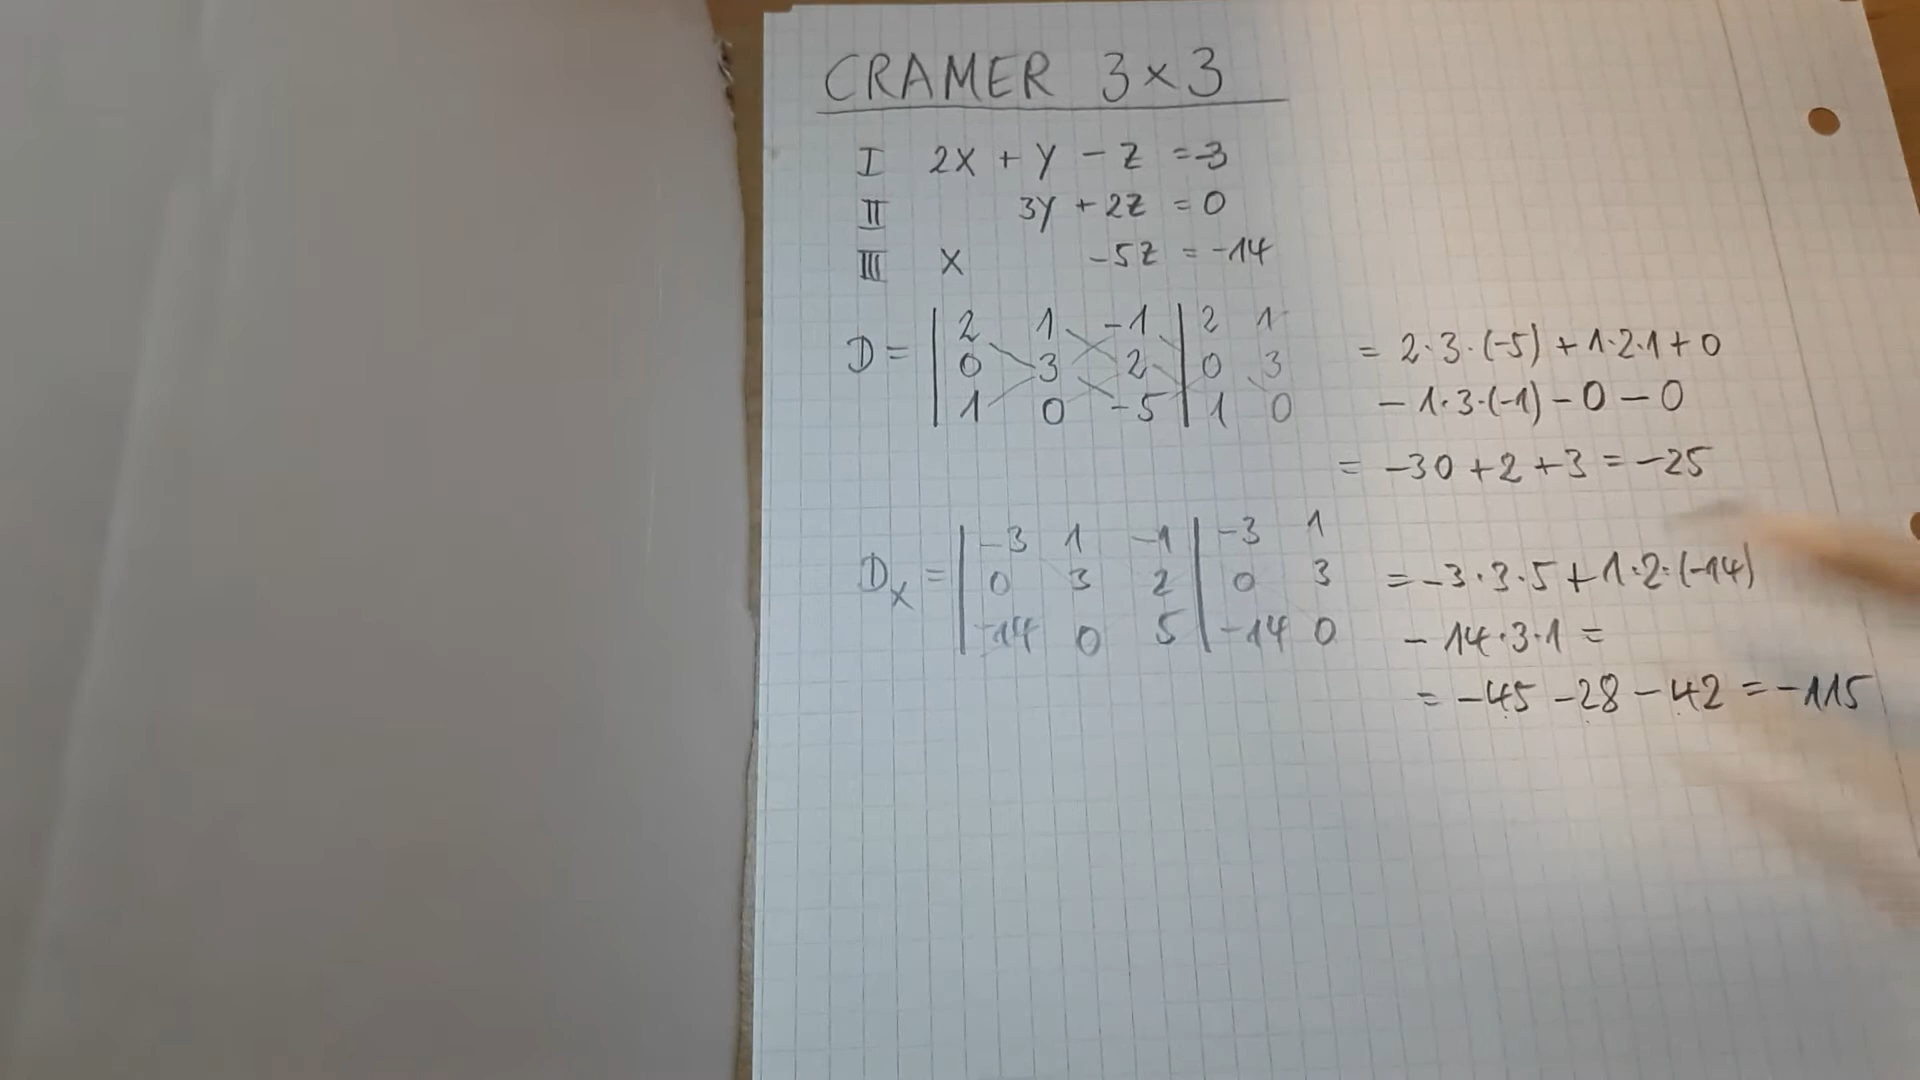 CRAMER 3×3
I 2x + y - z = -3
II 3y + 2z = 0
III x -5z = -14
D = | 2 1 -1 | 2 1
0 3 2 0 3
1 0 -5 1 0
= 2·3·(-5) + 1·2·1 + 0
- 1·3·(-1) - 0 - 0
= -30 + 2 + 3 = -25
Dx = | -3 1 -1 | -3 1
0 3 2 0 3
-14 0 5 -14 0
= -3·3·5 + 1·2·(-14)
- 14·3·1 =
= -45 - 28 - 42 = -115